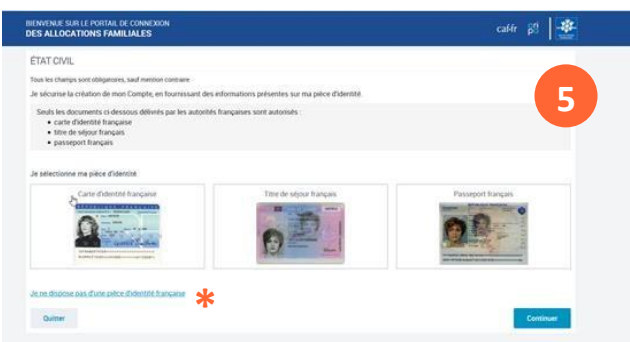 BIENVENUE SUR LE PORTAIL DE CONNEXION
DES ALLOCATIONS FAMILIALES
caf·fr
ÉTAT CIVIL
Tous les champs sont obligatoires, sauf mention contraire
Je sécurise la création de mon Compte, en fournissant des informations présentes sur ma pièce d'identité.
5
Seuls les documents ci-dessous délivrés par les autorités françaises sont autorisés :
• carte d'identité française
• titre de séjour français
• passeport français
Je sélectionne ma pièce d'identité
Carte d'identité française
Titre de séjour français
Passeport français
Je ne dispose pas d'une pièce d'identité française *
Quitter
Continuer